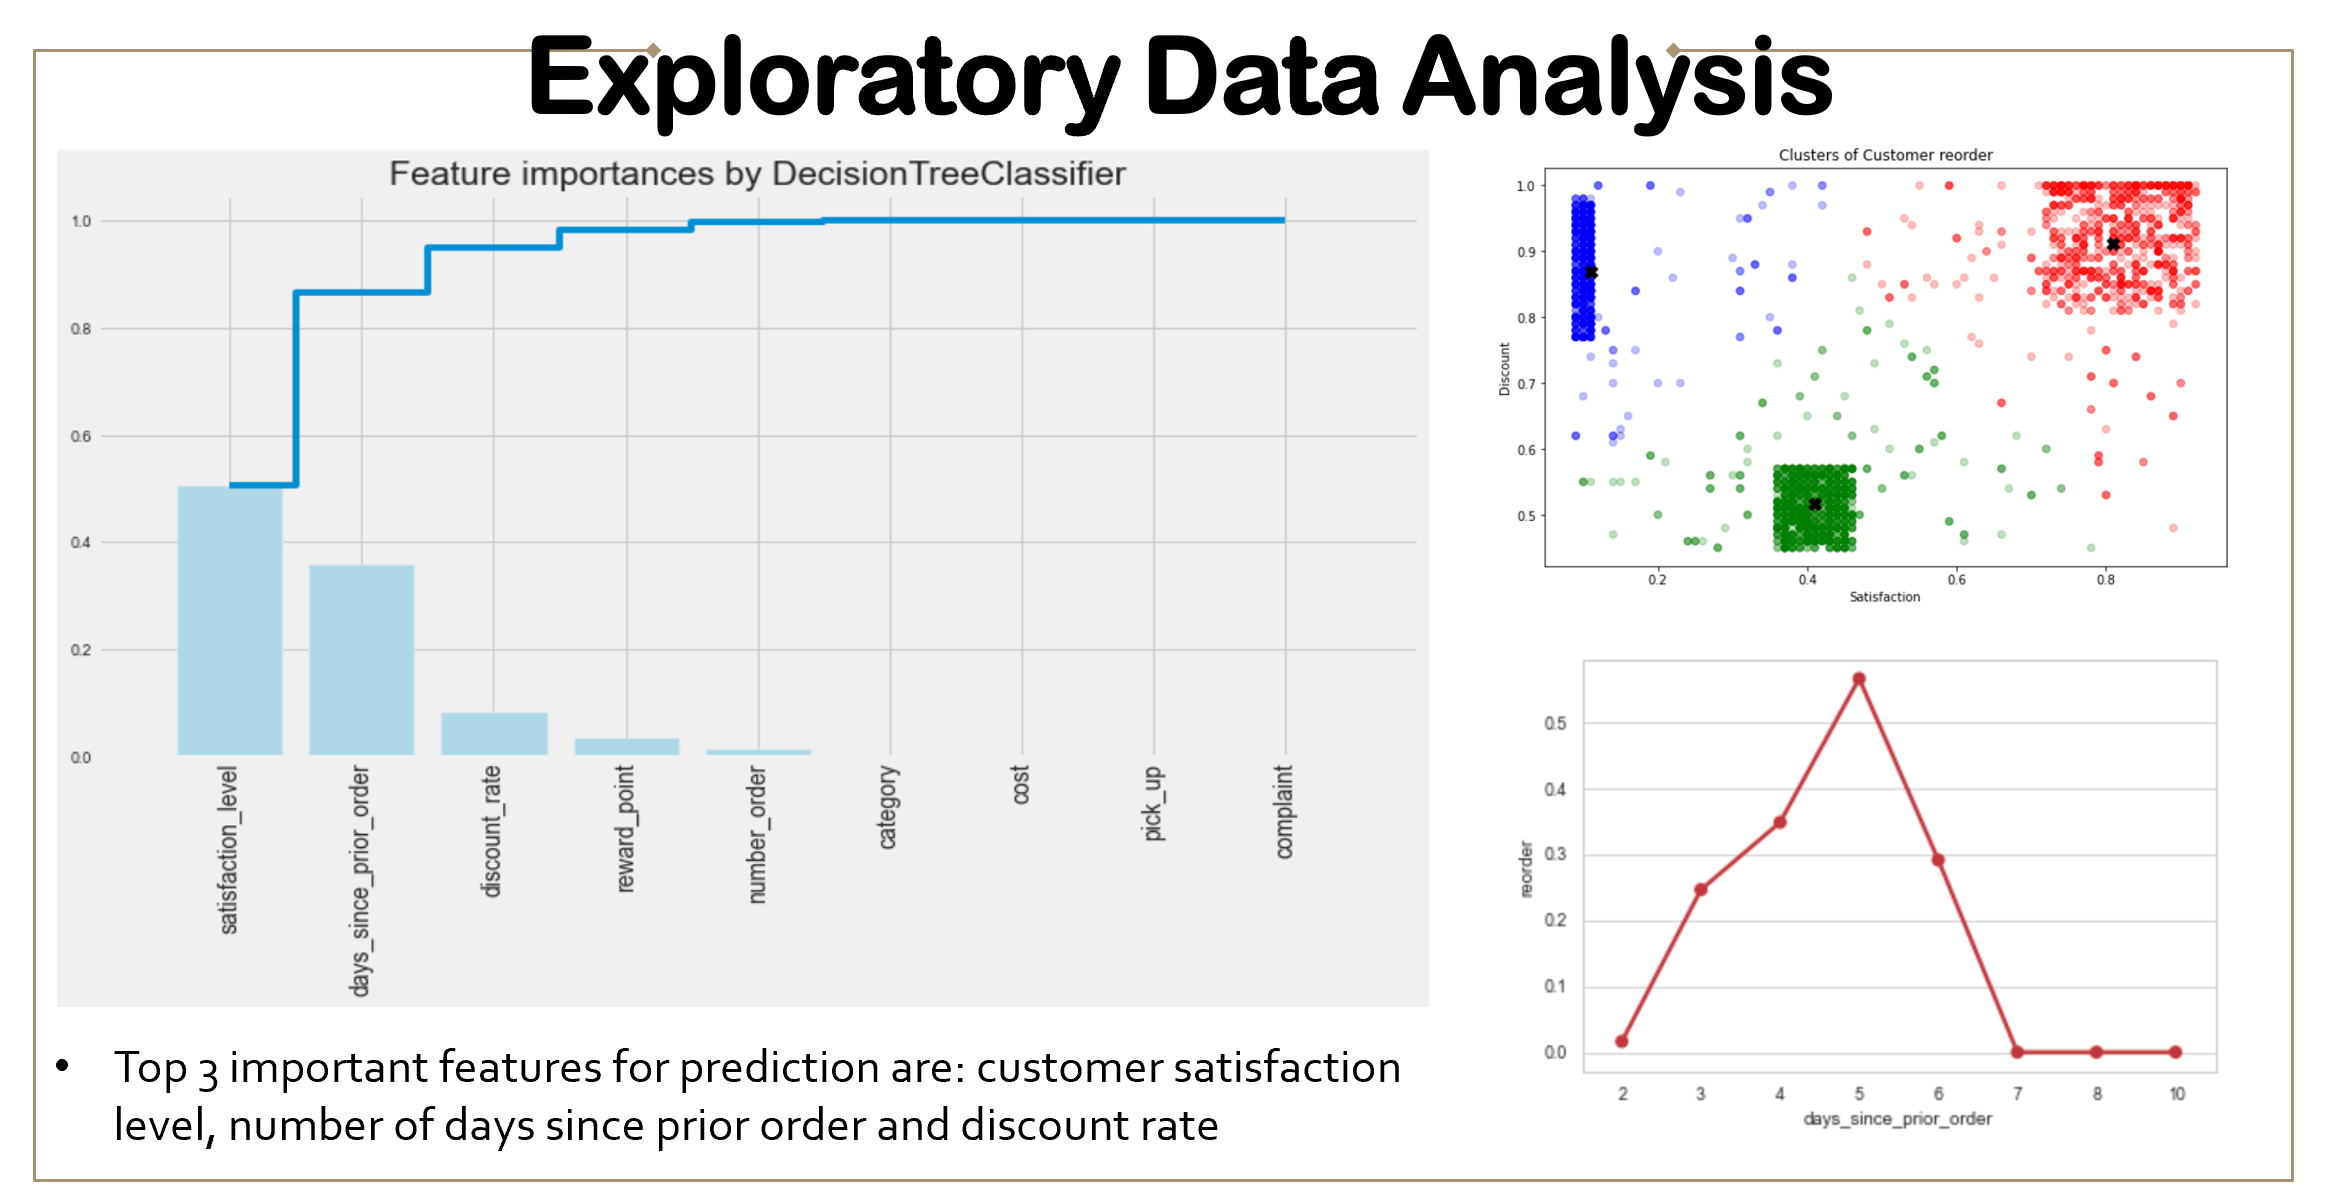 Exploratory Data Analysis
Feature importances by DecisionTreeClassifier
1.0
0.8
0.6
0.4
0.2
0.0
satisfaction_level
days_since_prior_order
discount_rate
reward_point
number_order
category
cost
pick_up
complaint
• Top 3 important features for prediction are: customer satisfaction
level, number of days since prior order and discount rate
Clusters of Customer reorder
Discount
1.0
0.9
0.8
0.7
0.6
0.5
0.2 0.4 0.6 0.8
Satisfaction
reorder
0.5
0.4
0.3
0.2
0.1
0.0
2 3 4 5 6 7 8 10
days_since_prior_order